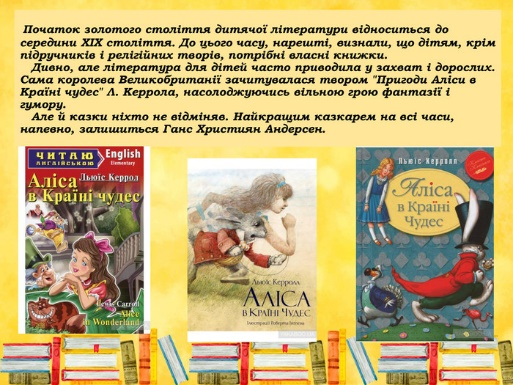 Початок золотого століття дитячої літератури відноситься до
середини XIX століття. До цього часу, нарешті, визнали, що дітям, крім
підручників і релігійних творів, потрібні власні книжки.
Дивно, але література для дітей часто приводила у захват і дорослих.
Сама королева Великобританії зачитувалася твором "Пригоди Аліси в
Країні чудес" Л. Керрола, насолоджуючись вільною грою фантазії і
гумору.
Але й казки ніхто не відміняв. Найкращим казкарем на всі часи,
напевно, залишиться Ганс Християн Андерсен.
ЧИТАЮ
АНГЛІЙСЬКОЮ
English
Elementary
Льюїс Керрол
Аліса
в Країні чудес
Lewis Carroll
Alice
in Wonderland
Льюїс Керролл
АЛІСА
В КРАЇНІ ЧУДЕС
Льюїс Керролл
Аліса
в Країні
Чудес